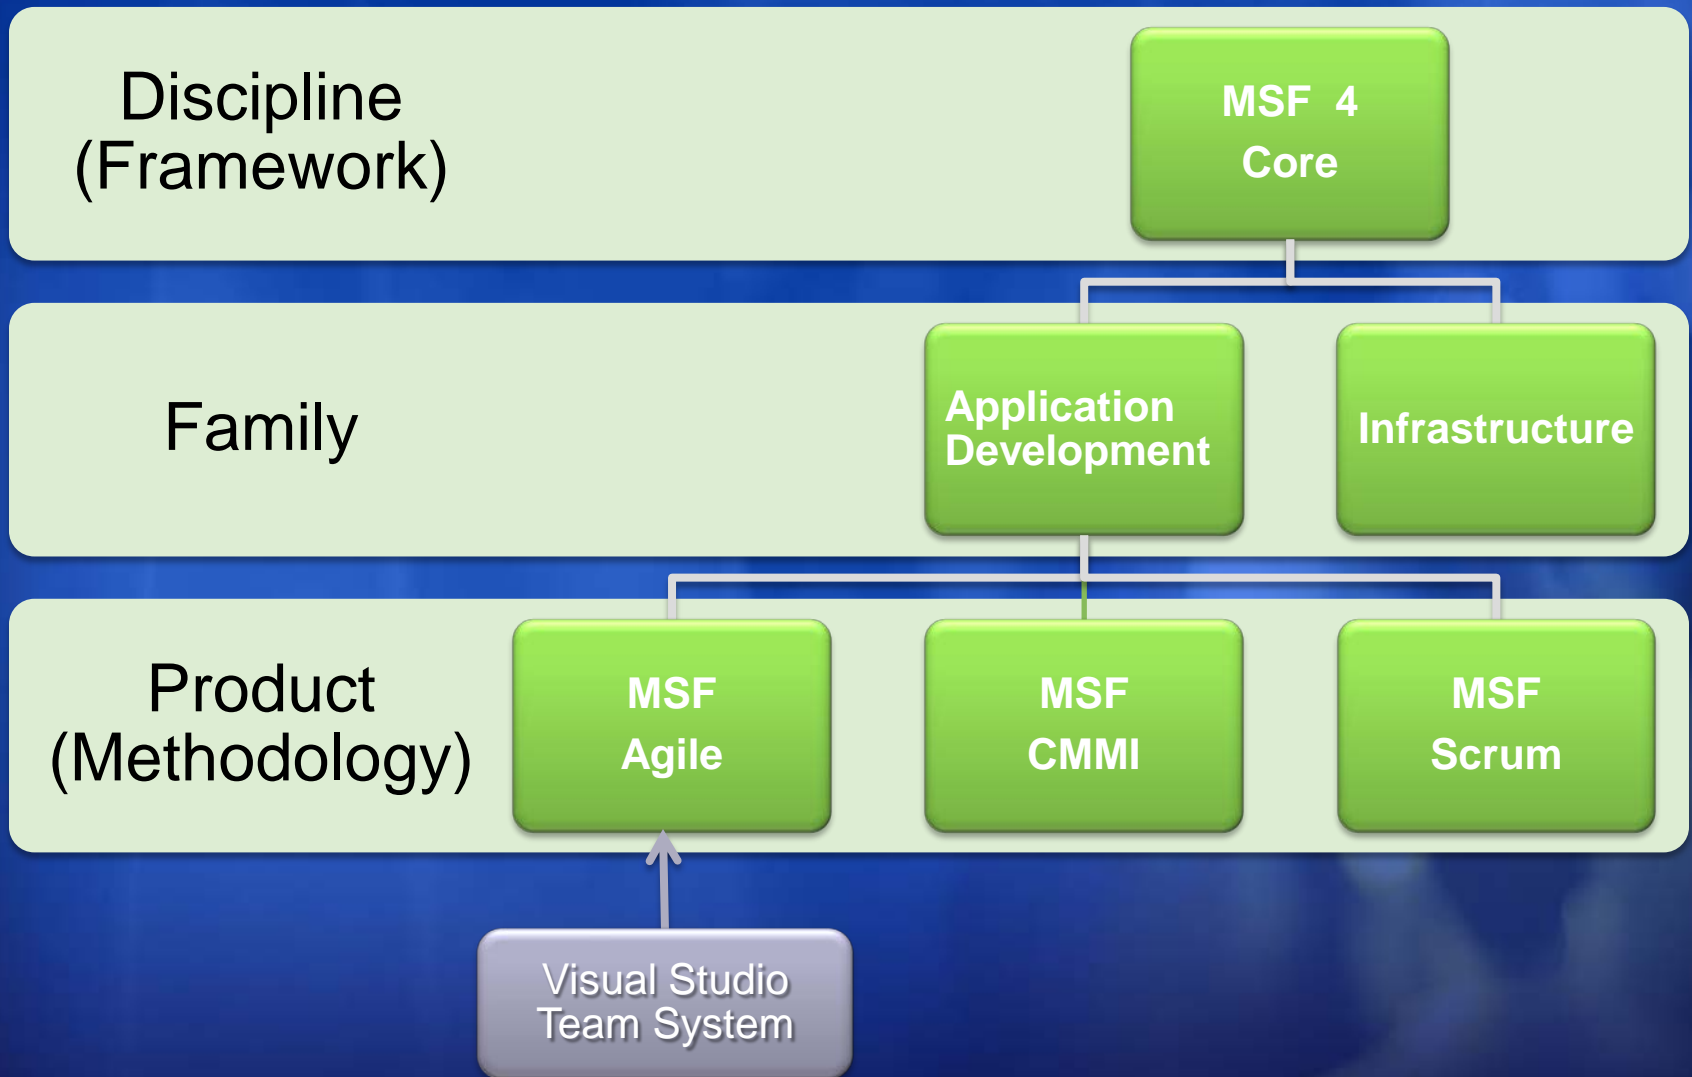 Discipline
(Framework)
MSF 4
Core
Family
Application
Development
Infrastructure
Product
(Methodology)
MSF
Agile
MSF
CMMI
MSF
Scrum
Visual Studio
Team System